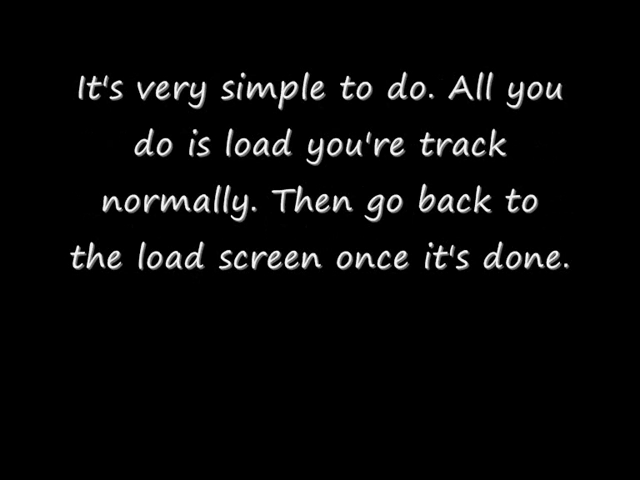 It's very simple to do. All you
do is load you're track
normally. Then go back to
the load screen once it's done.